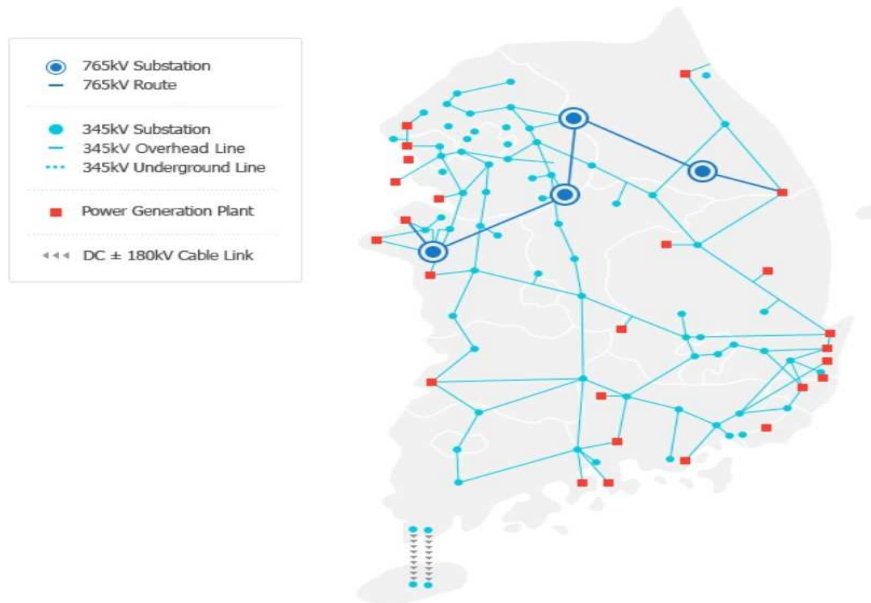 765kV Substation
765kV Route
345kV Substation
345kV Overhead Line
345kV Underground Line
Power Generation Plant
DC ± 180kV Cable Link